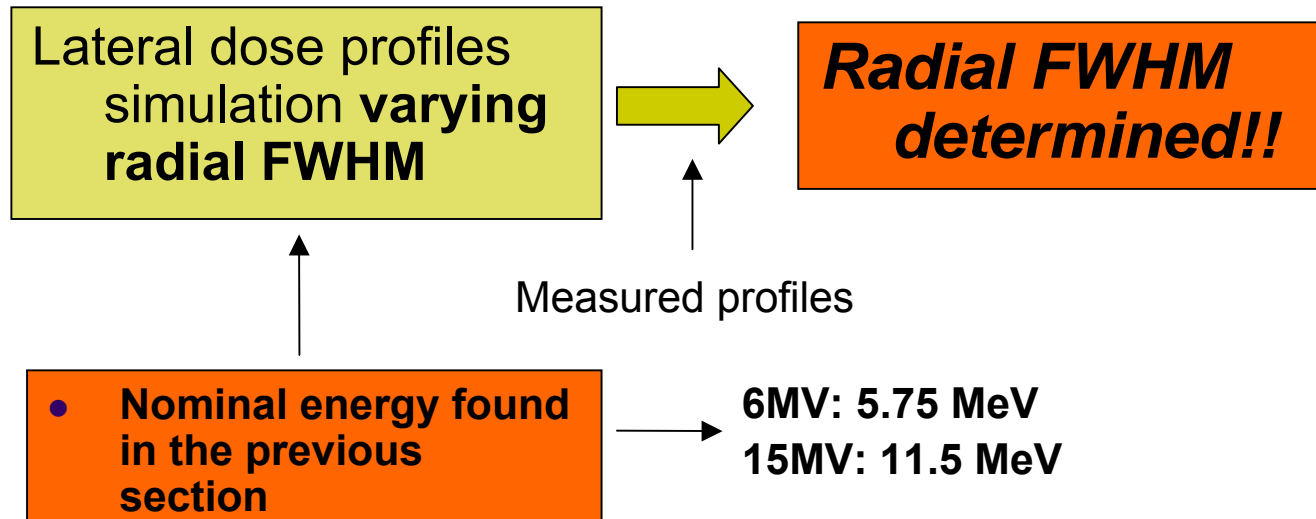 Lateral dose profiles
simulation varying
radial FWHM
Radial FWHM
determined!!
Measured profiles
• Nominal energy found
in the previous
section
6MV: 5.75 MeV
15MV: 11.5 MeV